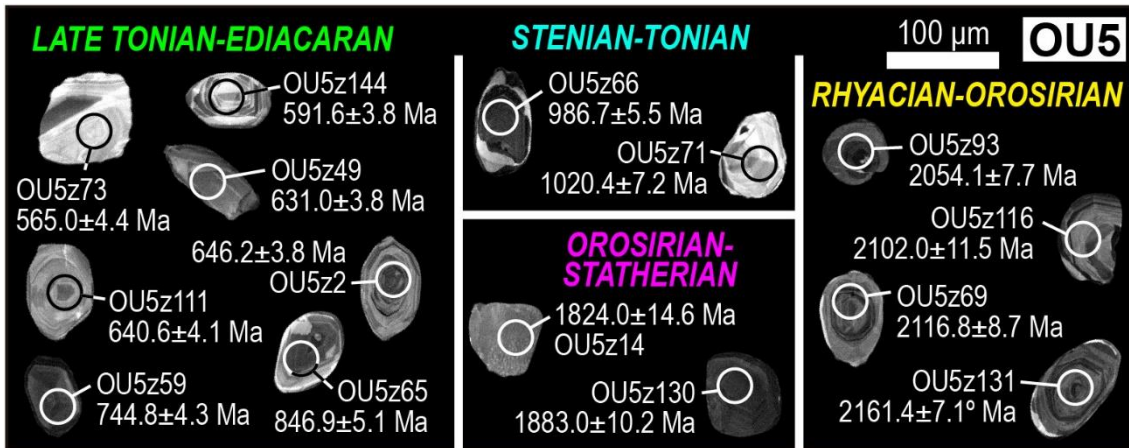 LATE TONIAN-EDIACARAN
OU5z144
591.6±3.8 Ma
OU5z73
565.0±4.4 Ma
OU5z49
631.0±3.8 Ma
646.2±3.8 Ma
OU5z2
OU5z111
640.6±4.1 Ma
OU5z59
744.8±4.3 Ma
OU5z65
846.9±5.1 Ma
STENIAN-TONIAN
OU5z66
986.7±5.5 Ma
OU5z71
1020.4±7.2 Ma
OROSIRIAN-
STATHERIAN
1824.0±14.6 Ma
OU5z14
OU5z130
1883.0±10.2 Ma
100 µm
OU5
RHYACIAN-OROSIRIAN
OU5z93
2054.1±7.7 Ma
OU5z116
2102.0±11.5 Ma
OU5z69
2116.8±8.7 Ma
OU5z131
2161.4±7.1º Ma